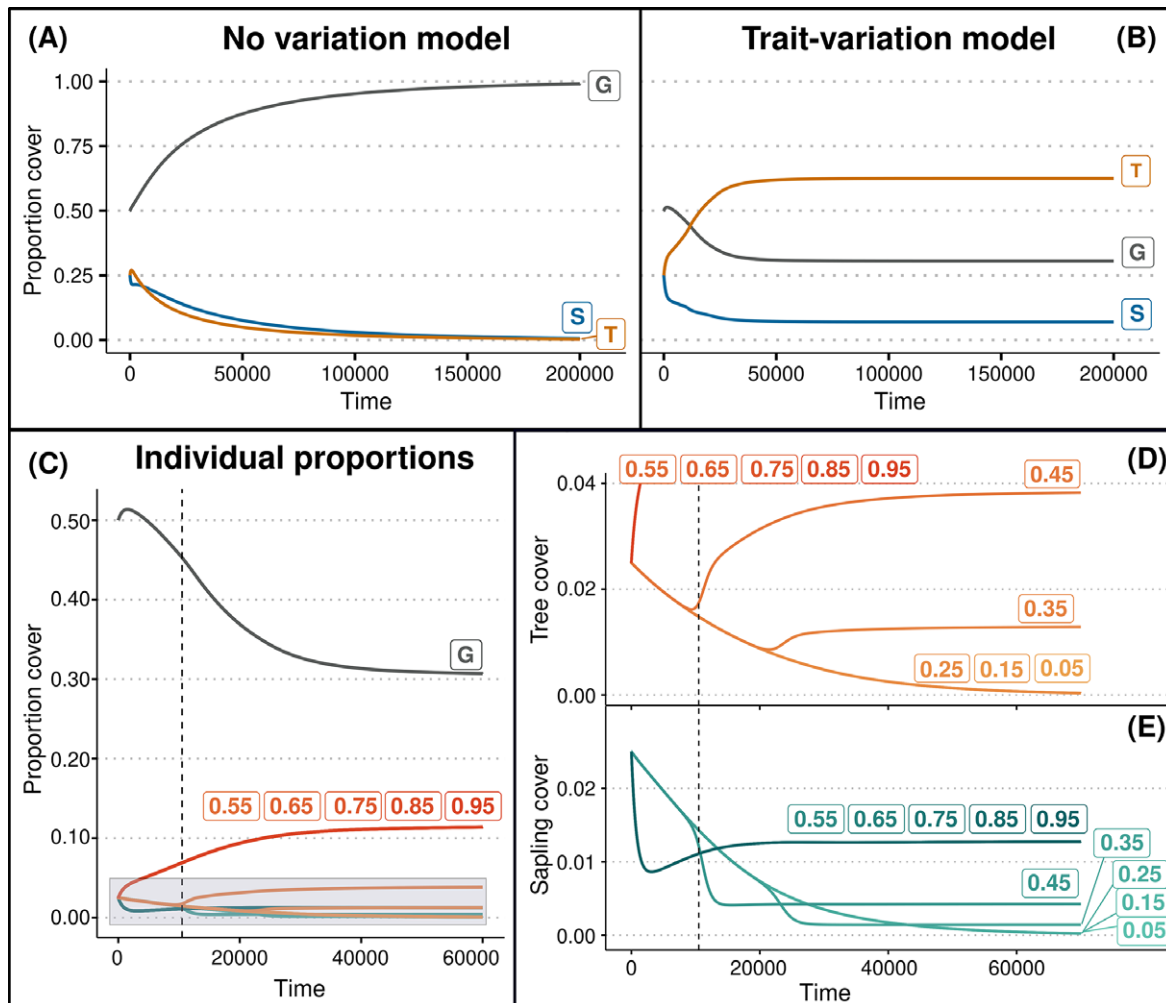 (A) No variation model
Trait-variation model (B)
Proportion cover
1.00
0.75
0.50
0.25
0.00
G
S
T
0 50000 100000 150000 200000
Time
T
G
S
0 50000 100000 150000 200000
Time
(C) Individual proportions
Proportion cover
0.50
0.40
0.30
0.20
0.10
0.00
G
0.55 0.65 0.75 0.85 0.95
0 20000 40000 60000
Time
(D)
Tree cover
0.04
0.02
0.00
0.55 0.65 0.75 0.85 0.95
0.45
0.35
0.25 0.15 0.05
(E)
Sapling cover
0.02
0.01
0.00
0.55 0.65 0.75 0.85 0.95
0.35
0.25
0.45
0.15
0.05
0 20000 40000 60000
Time